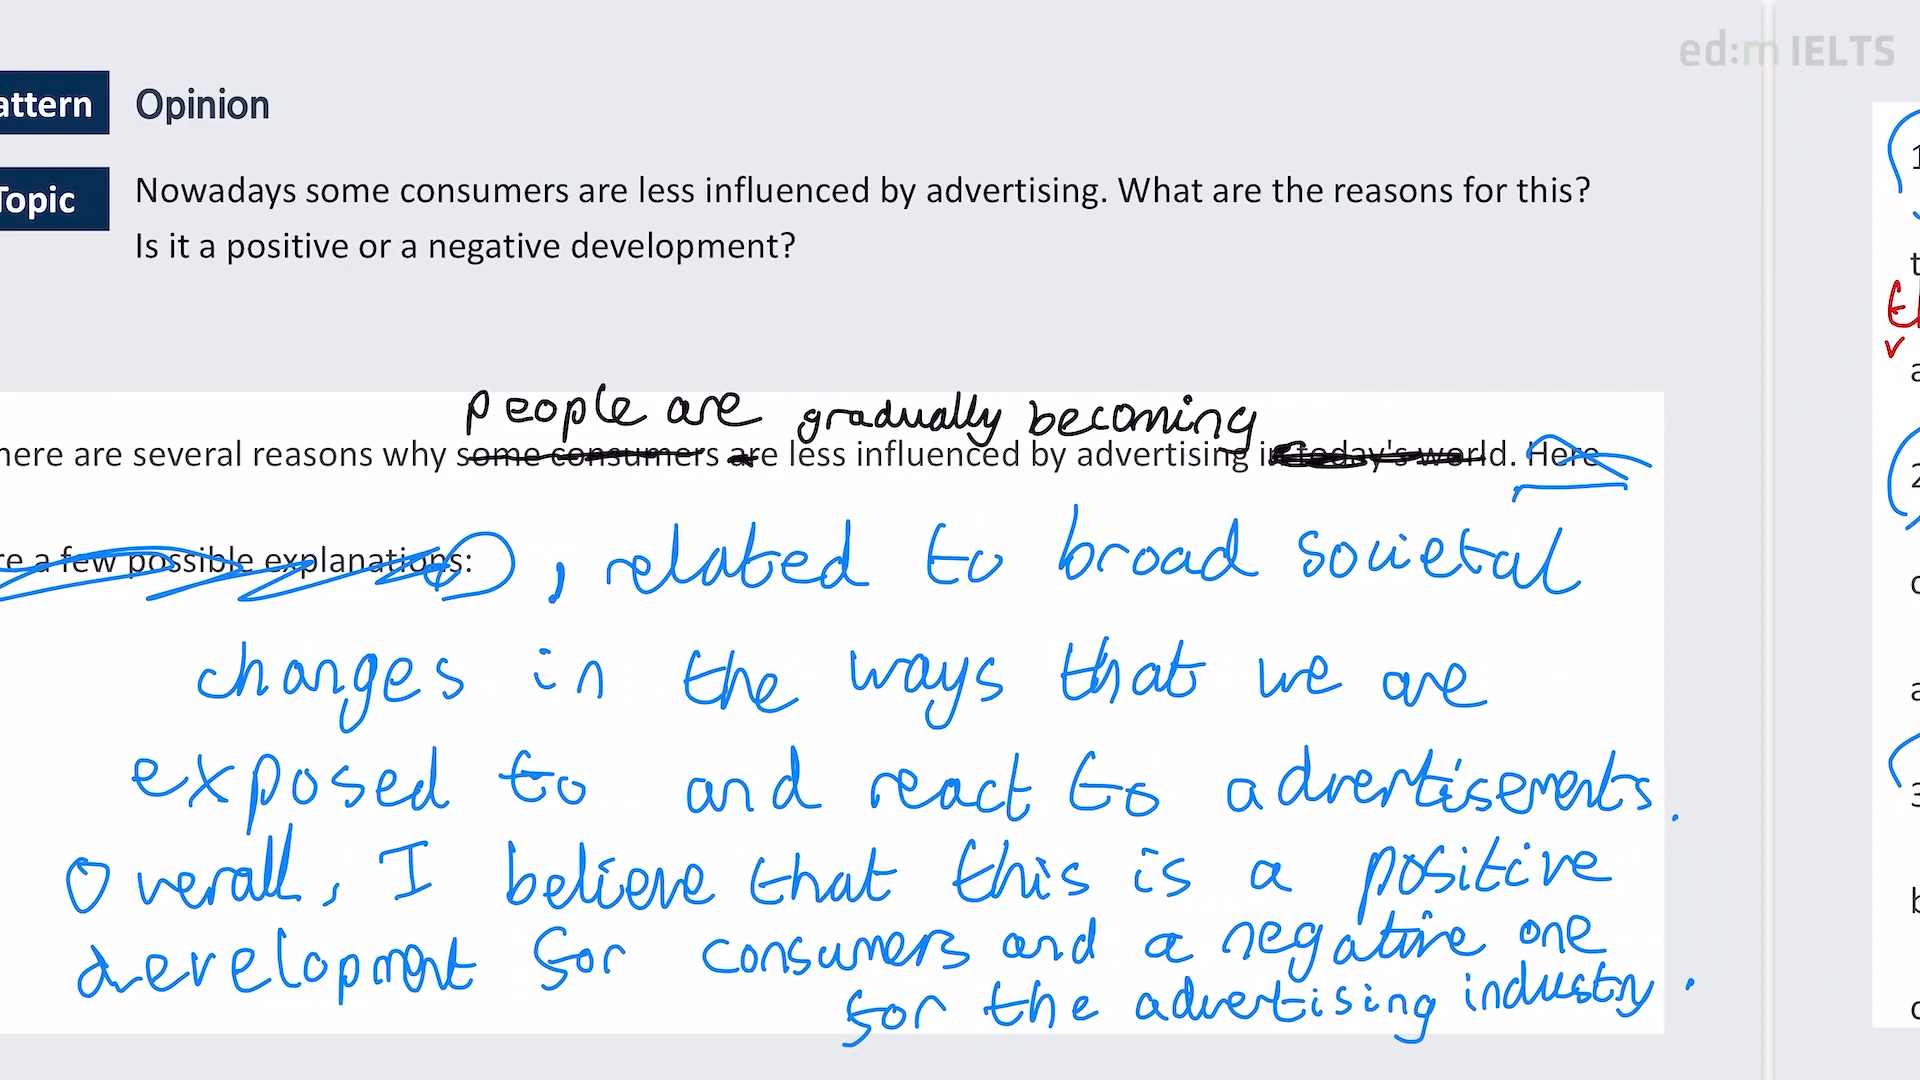 ed:m IELTS
attern Opinion
Topic Nowadays some consumers are less influenced by advertising. What are the reasons for this?
Is it a positive or a negative development?
people are gradually becoming
here are several reasons why some consumers are less influenced by advertising in today's world. Here
re a few possible explanations: , related to broad societal
changes in the ways that we are
exposed to and react to advertisements.
Overall, I believe that this is a positive
development for consumers and a negative one
for the advertising industry.